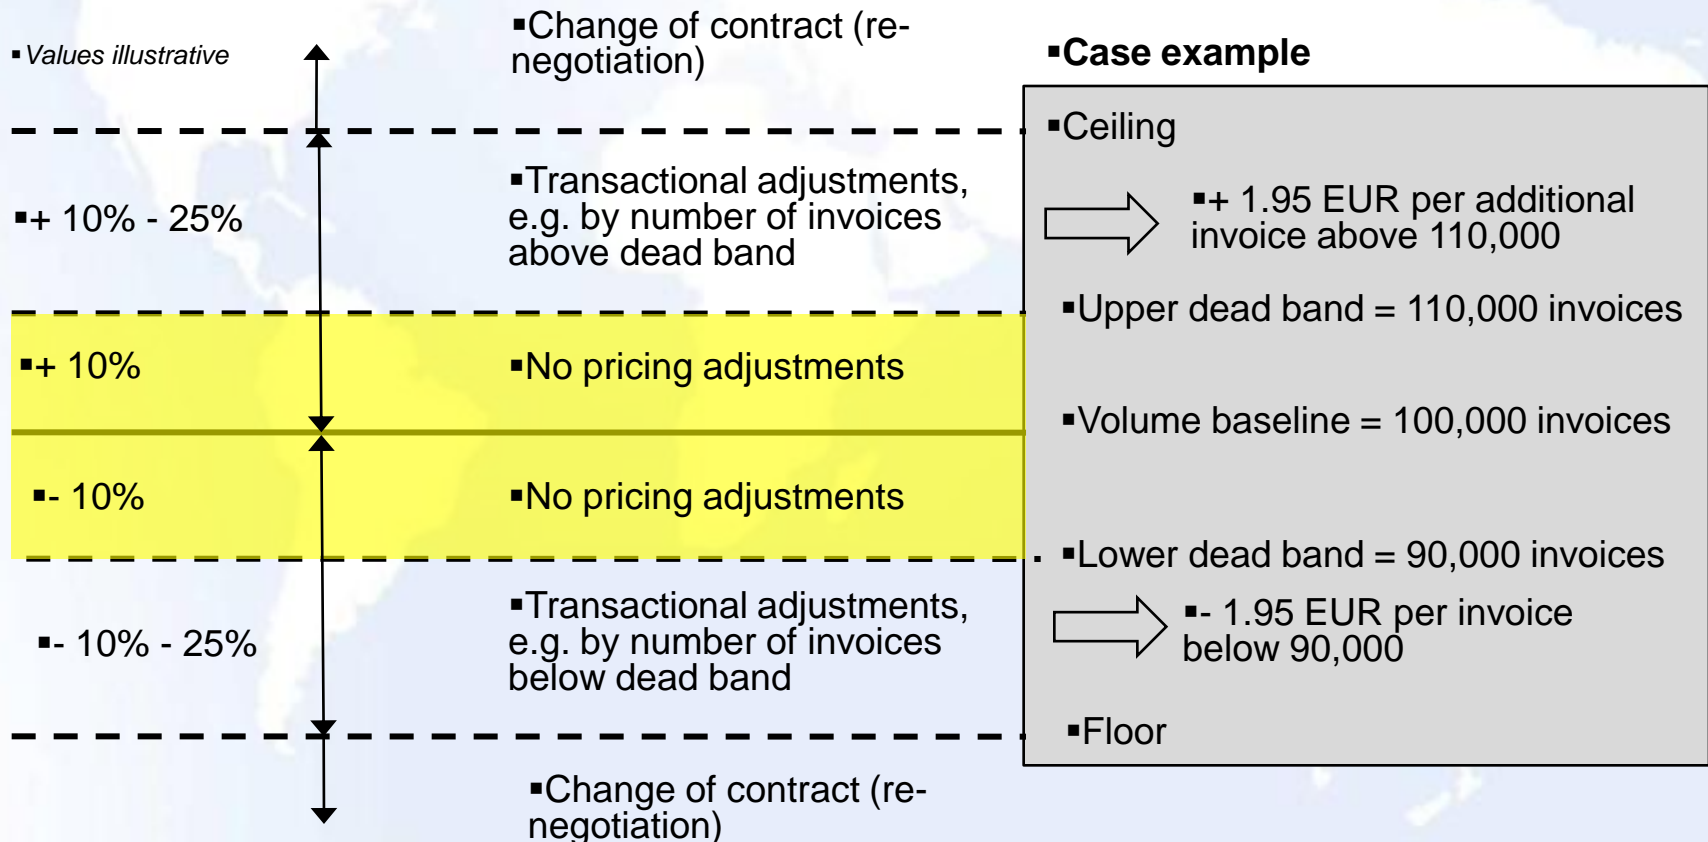 ▪Values illustrative
▪Change of contract (re-
negotiation)
▪Case example
▪Ceiling
▪+ 10% - 25%
▪Transactional adjustments,
e.g. by number of invoices
above dead band
▪+ 1.95 EUR per additional
invoice above 110,000
▪Upper dead band = 110,000 invoices
▪+ 10%
▪No pricing adjustments
▪Volume baseline = 100,000 invoices
▪- 10%
▪No pricing adjustments
▪Lower dead band = 90,000 invoices
▪- 10% - 25%
▪Transactional adjustments,
e.g. by number of invoices
below dead band
▪- 1.95 EUR per invoice
below 90,000
▪Floor
▪Change of contract (re-
negotiation)